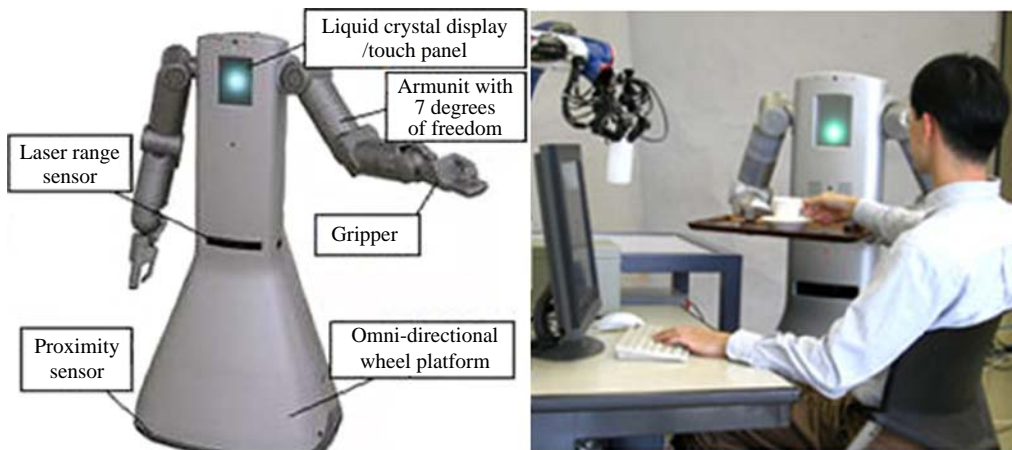 Liquid crystal display
/touch panel
Armunit with
7 degrees
of freedom
Laser range
sensor
Gripper
Proximity
sensor
Omni-directional
wheel platform